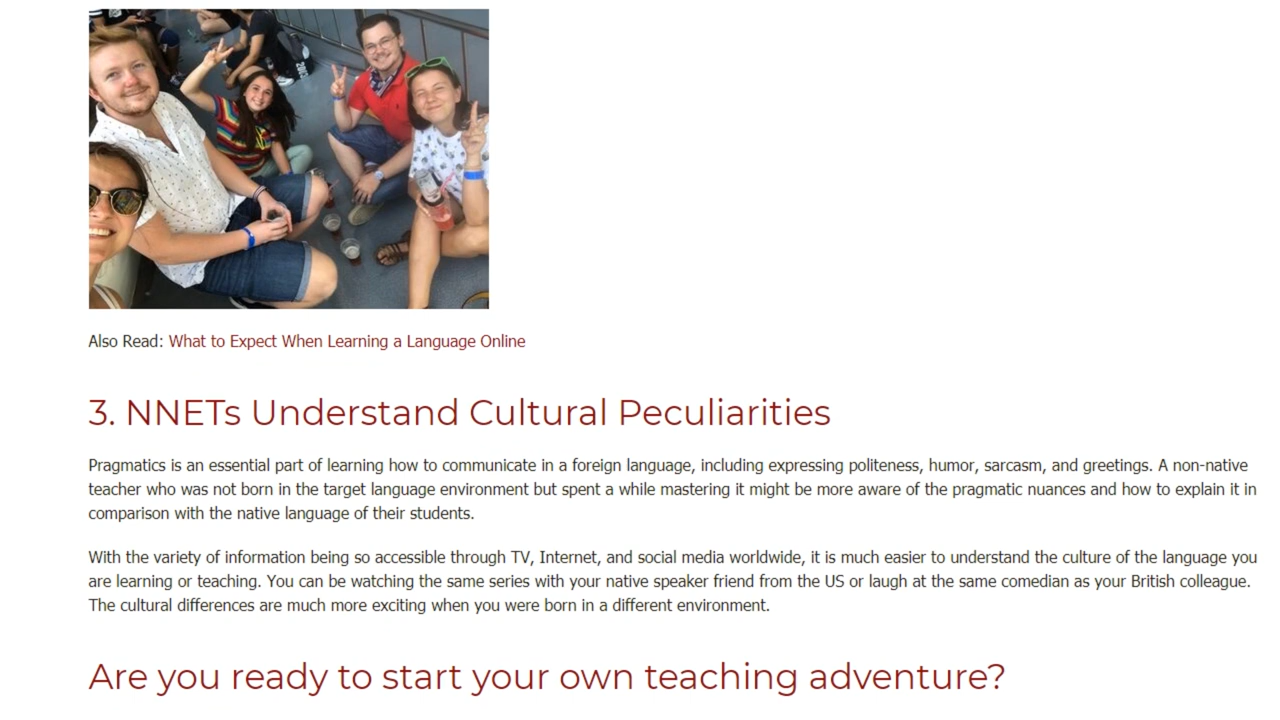 Also Read: What to Expect When Learning a Language Online
3. NNETs Understand Cultural Peculiarities
Pragmatics is an essential part of learning how to communicate in a foreign language, including expressing politeness, humor, sarcasm, and greetings. A non-native
teacher who was not born in the target language environment but spent a while mastering it might be more aware of the pragmatic nuances and how to explain it in
comparison with the native language of their students.
With the variety of information being so accessible through TV, Internet, and social media worldwide, it is much easier to understand the culture of the language you
are learning or teaching. You can be watching the same series with your native speaker friend from the US or laugh at the same comedian as your British colleague.
The cultural differences are much more exciting when you were born in a different environment.
Are you ready to start your own teaching adventure?